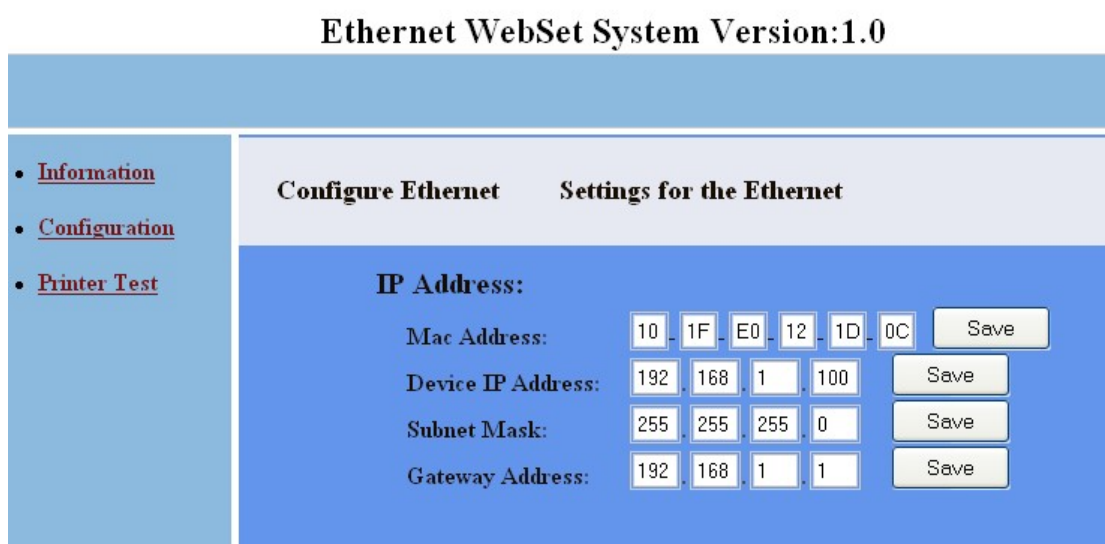 Ethernet WebSet System Version:1.0
Information
Configuration
Printer Test
Configure Ethernet Settings for the Ethernet
IP Address:
Mac Address: 10 - 1F - E0 - 12 - 1D - 0C Save
Device IP Address: 192 . 168 . 1 . 100 Save
Subnet Mask: 255 . 255 . 255 . 0 Save
Gateway Address: 192 . 168 . 1 . 1 Save